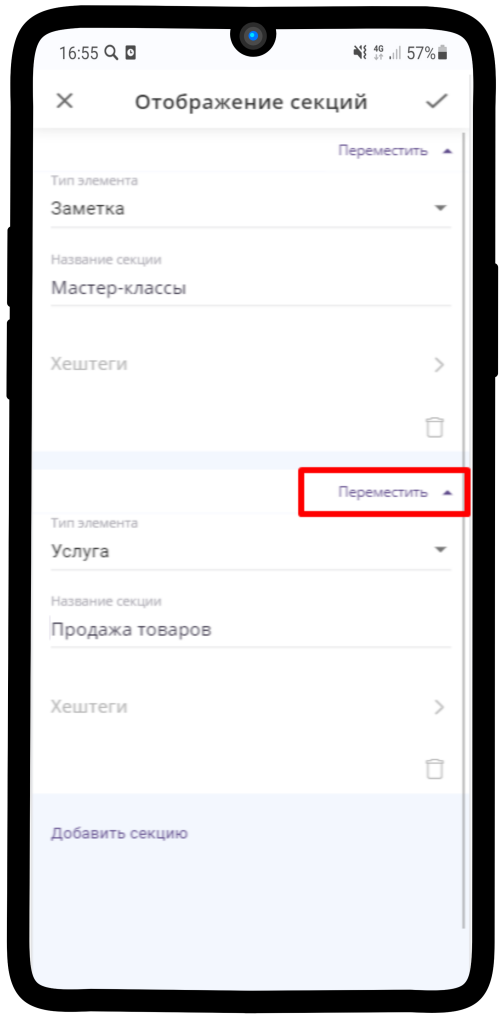 16:55 4G 57%
Отображение секций
Переместить
Тип элемента
Заметка
Название секции
Мастер-классы
Хештеги
Переместить
Тип элемента
Услуга
Название секции
Продажа товаров
Хештеги
Добавить секцию